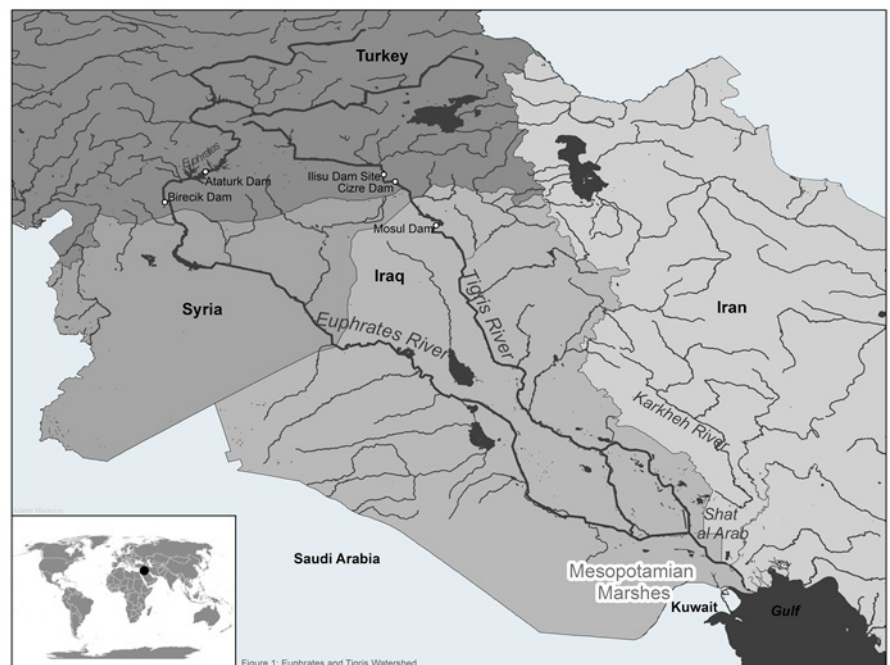 Turkey
Euphrates
Ataturk Dam
Birecik Dam
Ilisu Dam Site
Cizre Dam
Mosul Dam
Iraq
Syria
Iran
Tigris River
Euphrates River
Karkheh River
Shat
al Arab
Saudi Arabia
Mesopotamian
Marshes
Kuwait
Gulf
Figure 1: Euphrates and Tigris Watershed